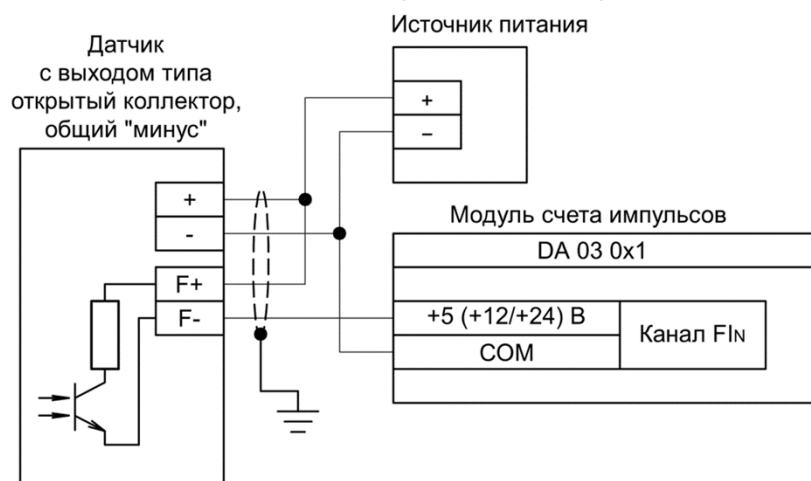 Источник питания
Датчик
с выходом типа
открытый коллектор,
общий "минус"
+
−
+
-
F+
F-
Модуль счета импульсов
DA 03 0x1
+5 (+12/+24) В
COM
Канал FIN